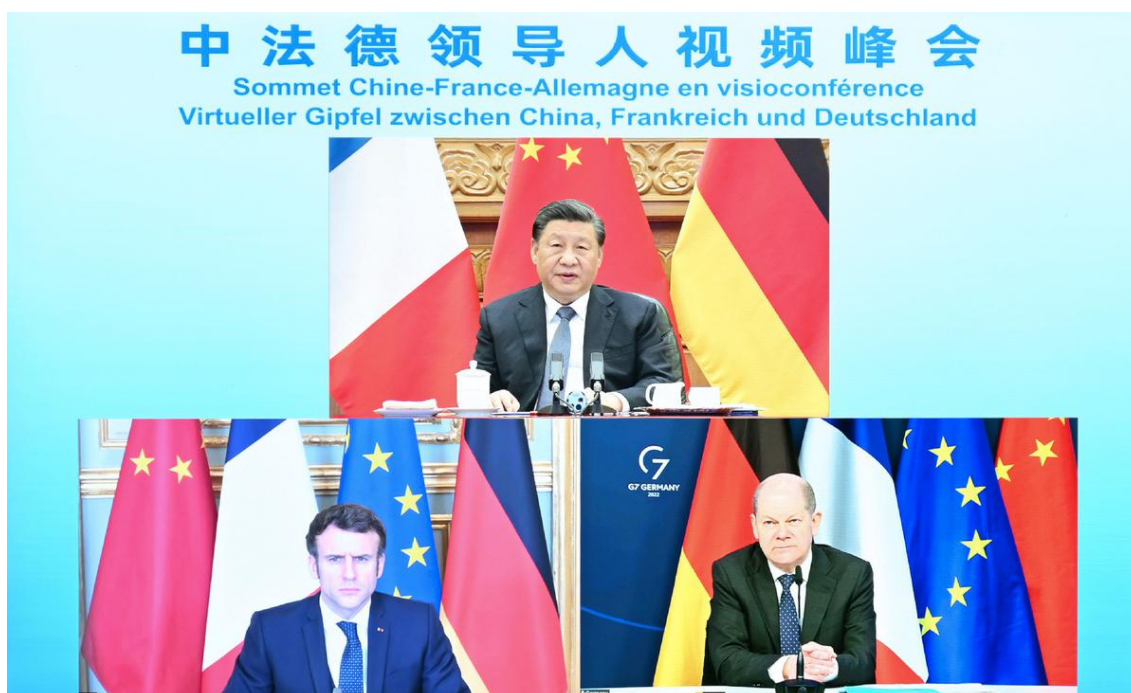 中法德领导人视频峰会
Sommet Chine-France-Allemagne en visioconférence
Virtueller Gipfel zwischen China, Frankreich und Deutschland
G7
G7 GERMANY
2022